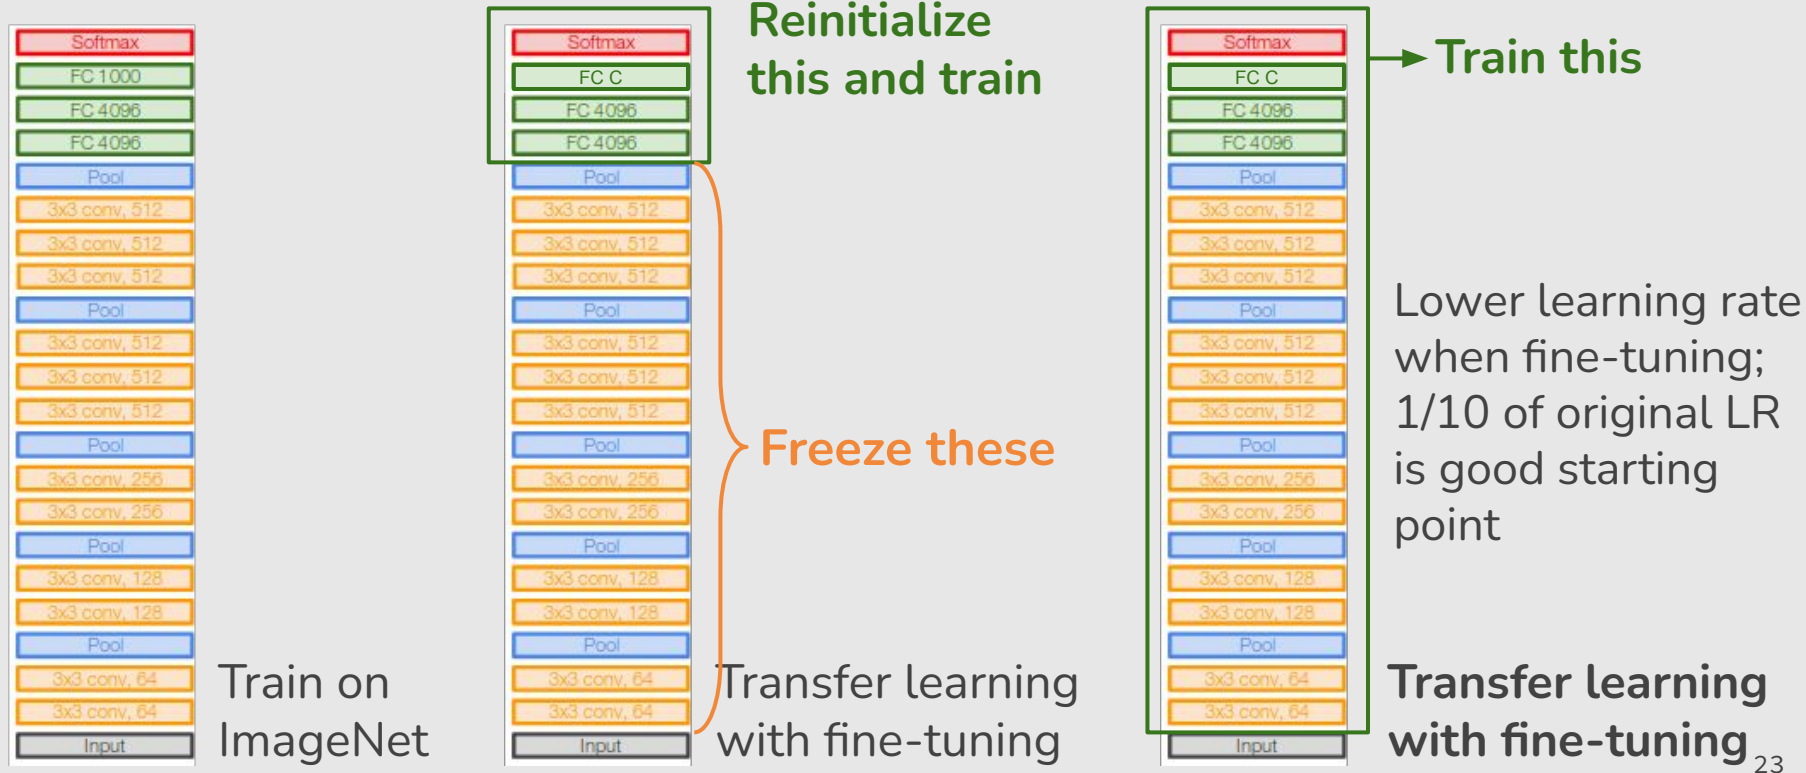 Softmax
FC 1000
FC 4096
FC 4096
Pool
3x3 conv, 512
3x3 conv, 512
3x3 conv, 512
Pool
3x3 conv, 512
3x3 conv, 512
3x3 conv, 512
Pool
3x3 conv, 256
3x3 conv, 256
Pool
3x3 conv, 128
3x3 conv, 128
Pool
3x3 conv, 64
3x3 conv, 64
Input
Train on
ImageNet
Softmax
FC C
FC 4096
FC 4096
Pool
3x3 conv, 512
3x3 conv, 512
3x3 conv, 512
Pool
3x3 conv, 512
3x3 conv, 512
3x3 conv, 512
Pool
3x3 conv, 256
3x3 conv, 256
Pool
3x3 conv, 128
3x3 conv, 128
Pool
3x3 conv, 64
3x3 conv, 64
Input
Reinitialize
this and train
Freeze these
Transfer learning
with fine-tuning
Softmax
FC C
FC 4096
FC 4096
Pool
3x3 conv, 512
3x3 conv, 512
3x3 conv, 512
Pool
3x3 conv, 512
3x3 conv, 512
3x3 conv, 512
Pool
3x3 conv, 256
3x3 conv, 256
Pool
3x3 conv, 128
3x3 conv, 128
Pool
3x3 conv, 64
3x3 conv, 64
Input
Train this
Lower learning rate
when fine-tuning;
1/10 of original LR
is good starting
point
Transfer learning
with fine-tuning
23